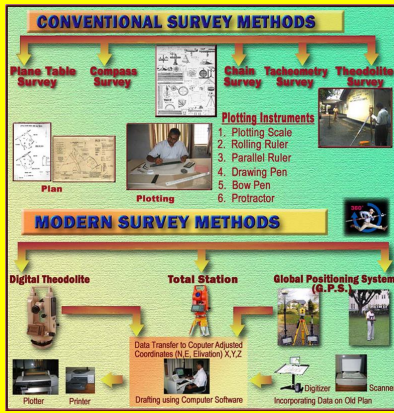 CONVENTIONAL SURVEY METHODS
Plane Table
Survey
Compass
Survey
Chain
Survey
Tacheometry
Survey
Theodolite
Survey
Plotting Instruments
1. Plotting Scale
2. Rolling Ruler
3. Parallel Ruler
4. Drawing Pen
5. Bow Pen
6. Protractor
Plan
Plotting
360°
MODERN SURVEY METHODS
Digital Theodolite
Total Station
Global Positioning System
(G.P.S.)
Data Transfer to Coputer Adjusted
Coordinates (N,E, Elivation) X,Y,Z
Drafting using Computer Software
Plotter
Printer
Digitizer
Scanner
Incorporating Data on Old Plan